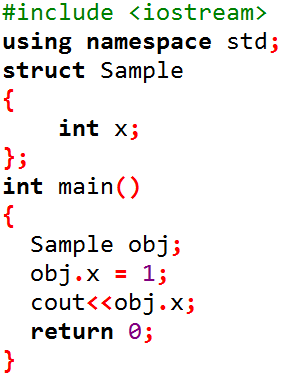 #include <iostream>
using namespace std;
struct Sample
{
    int x;
};
int main()
{
  Sample obj;
  obj.x = 1;
  cout<<obj.x;
  return 0;
}